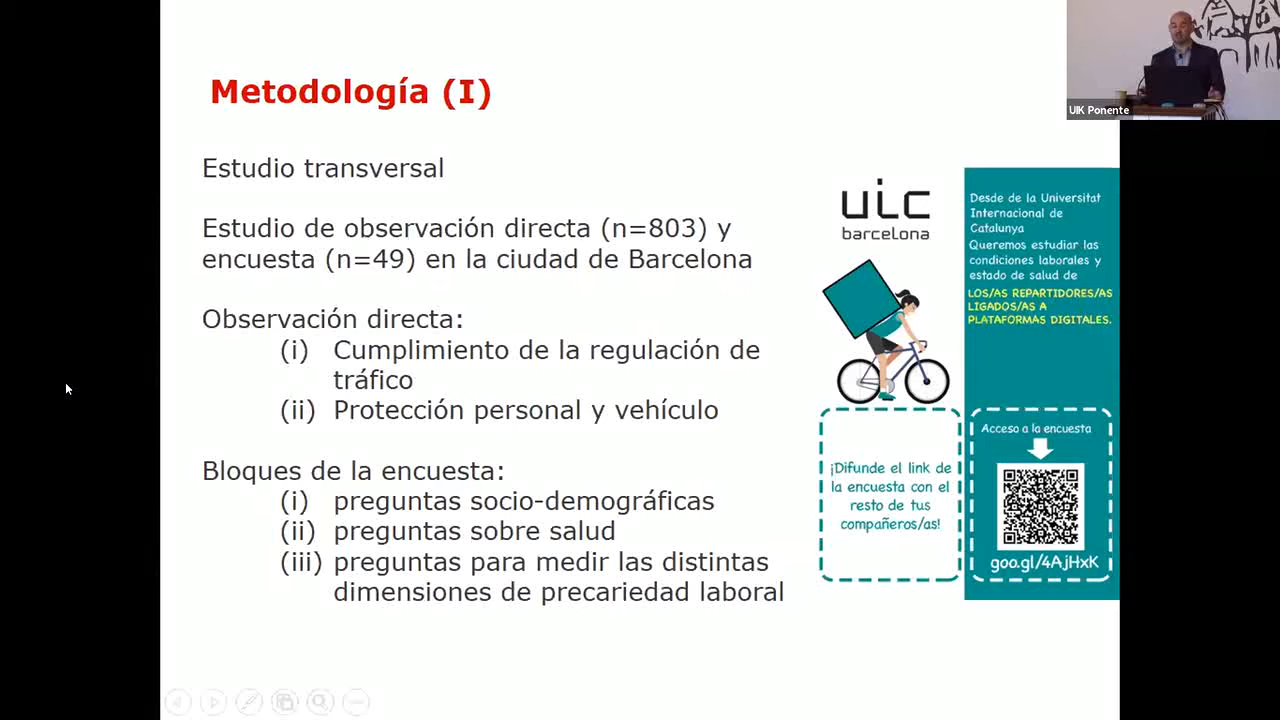 Metodología (I)
Estudio transversal
Estudio de observación directa (n=803) y
encuesta (n=49) en la ciudad de Barcelona
Observación directa:
(i) Cumplimiento de la regulación de
tráfico
(ii) Protección personal y vehículo
Bloques de la encuesta:
(i) preguntas socio-demográficas
(ii) preguntas sobre salud
(iii) preguntas para medir las distintas
dimensiones de precariedad laboral
uic
barcelona
¡Difunde el link de
la encuesta con el
resto de tus
compañeros/as!
Desde de la Universitat
Internacional de
Catalunya
Queremos estudiar las
condiciones laborales y
estado de salud de
LOS/AS REPARTIDORES/AS
LIGADOS/AS A
PLATAFORMAS DIGITALES.
Acceso a la encuesta
goo.gl/4AjHxK
UIK Ponente